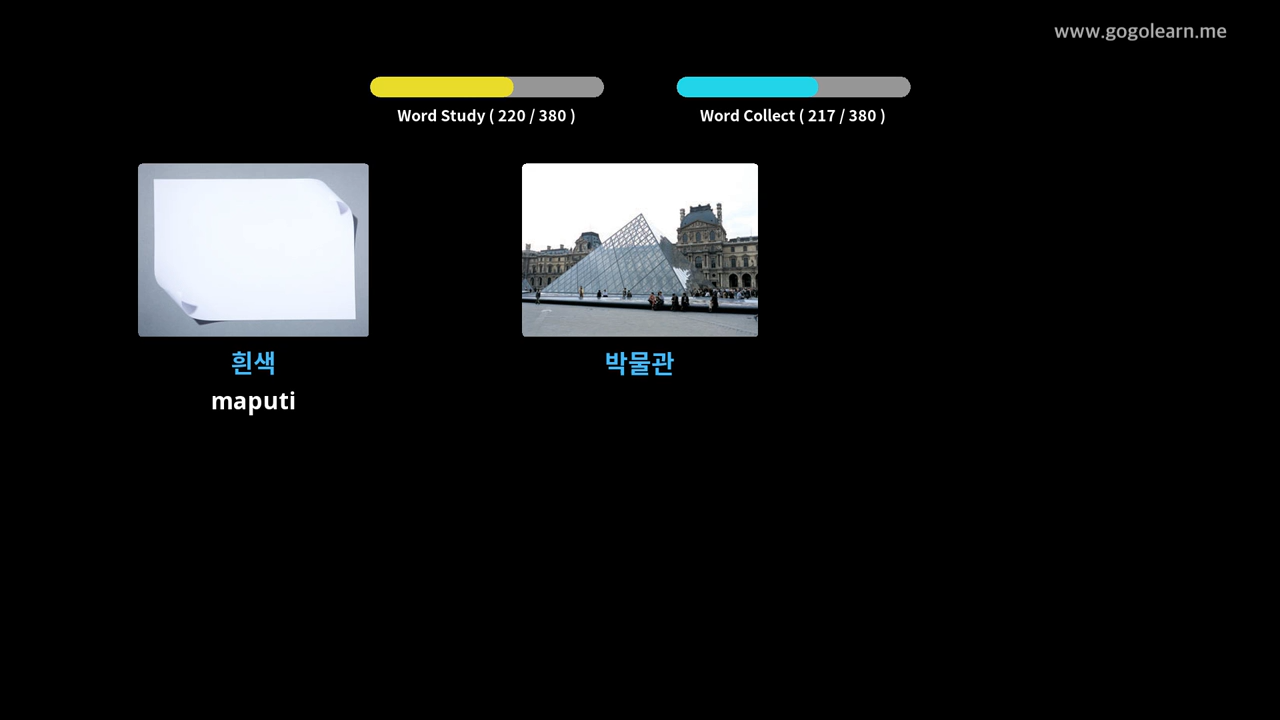 www.gogolearn.me
Word Study ( 220 / 380 )
Word Collect ( 217 / 380 )
흰색
maputi
박물관